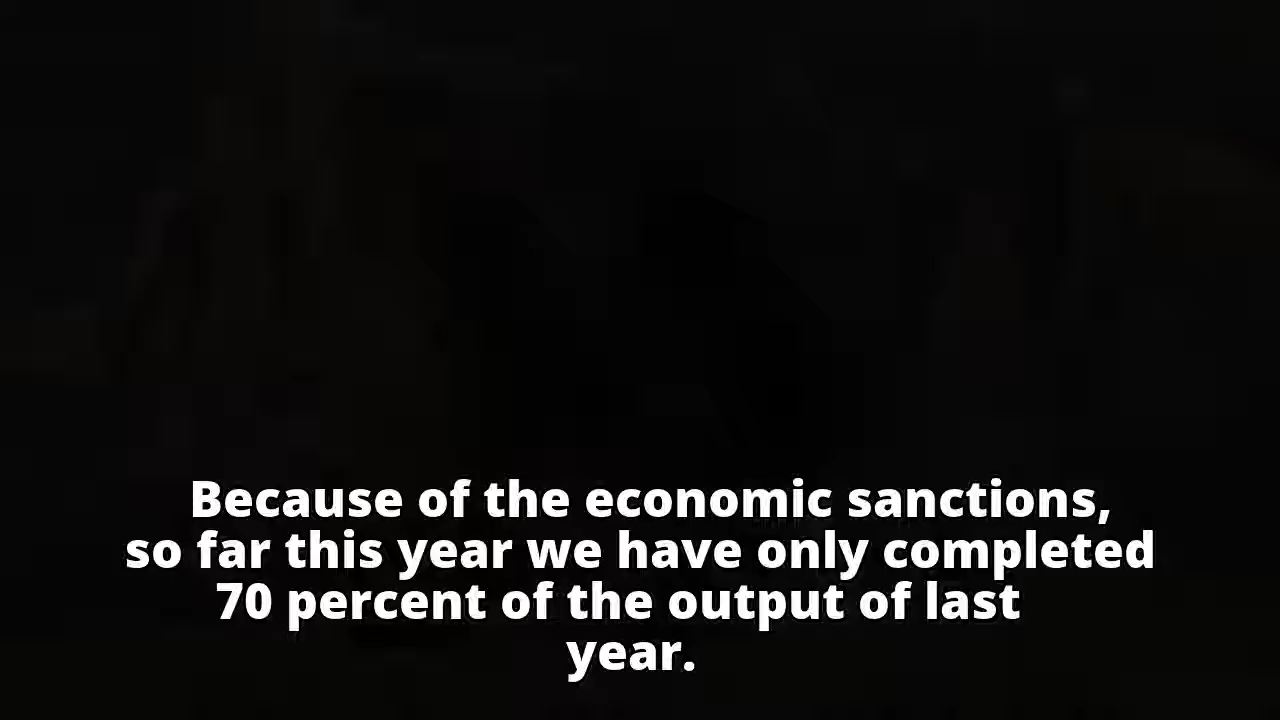 Because of the economic sanctions,
so far this year we have only completed
70 percent of the output of last
year.